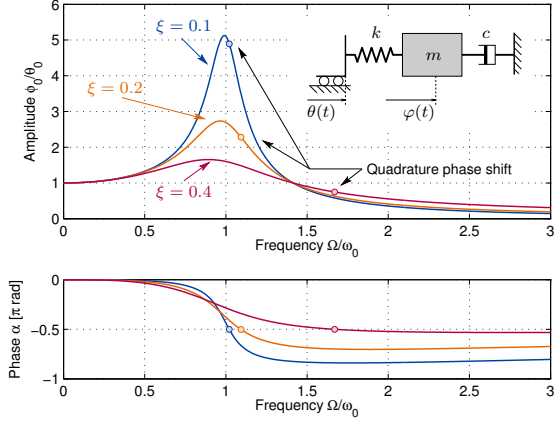 Amplitude ϕ₀/θ₀
6
5
4
3
2
1
0
ξ = 0.1
ξ = 0.2
ξ = 0.4
k
m
c
θ(t)
φ(t)
Quadrature phase shift
0 0.5 1 1.5 2 2.5 3
Frequency Ω/ω₀
Phase α [π rad]
0
−0.5
−1
0 0.5 1 1.5 2 2.5 3
Frequency Ω/ω₀